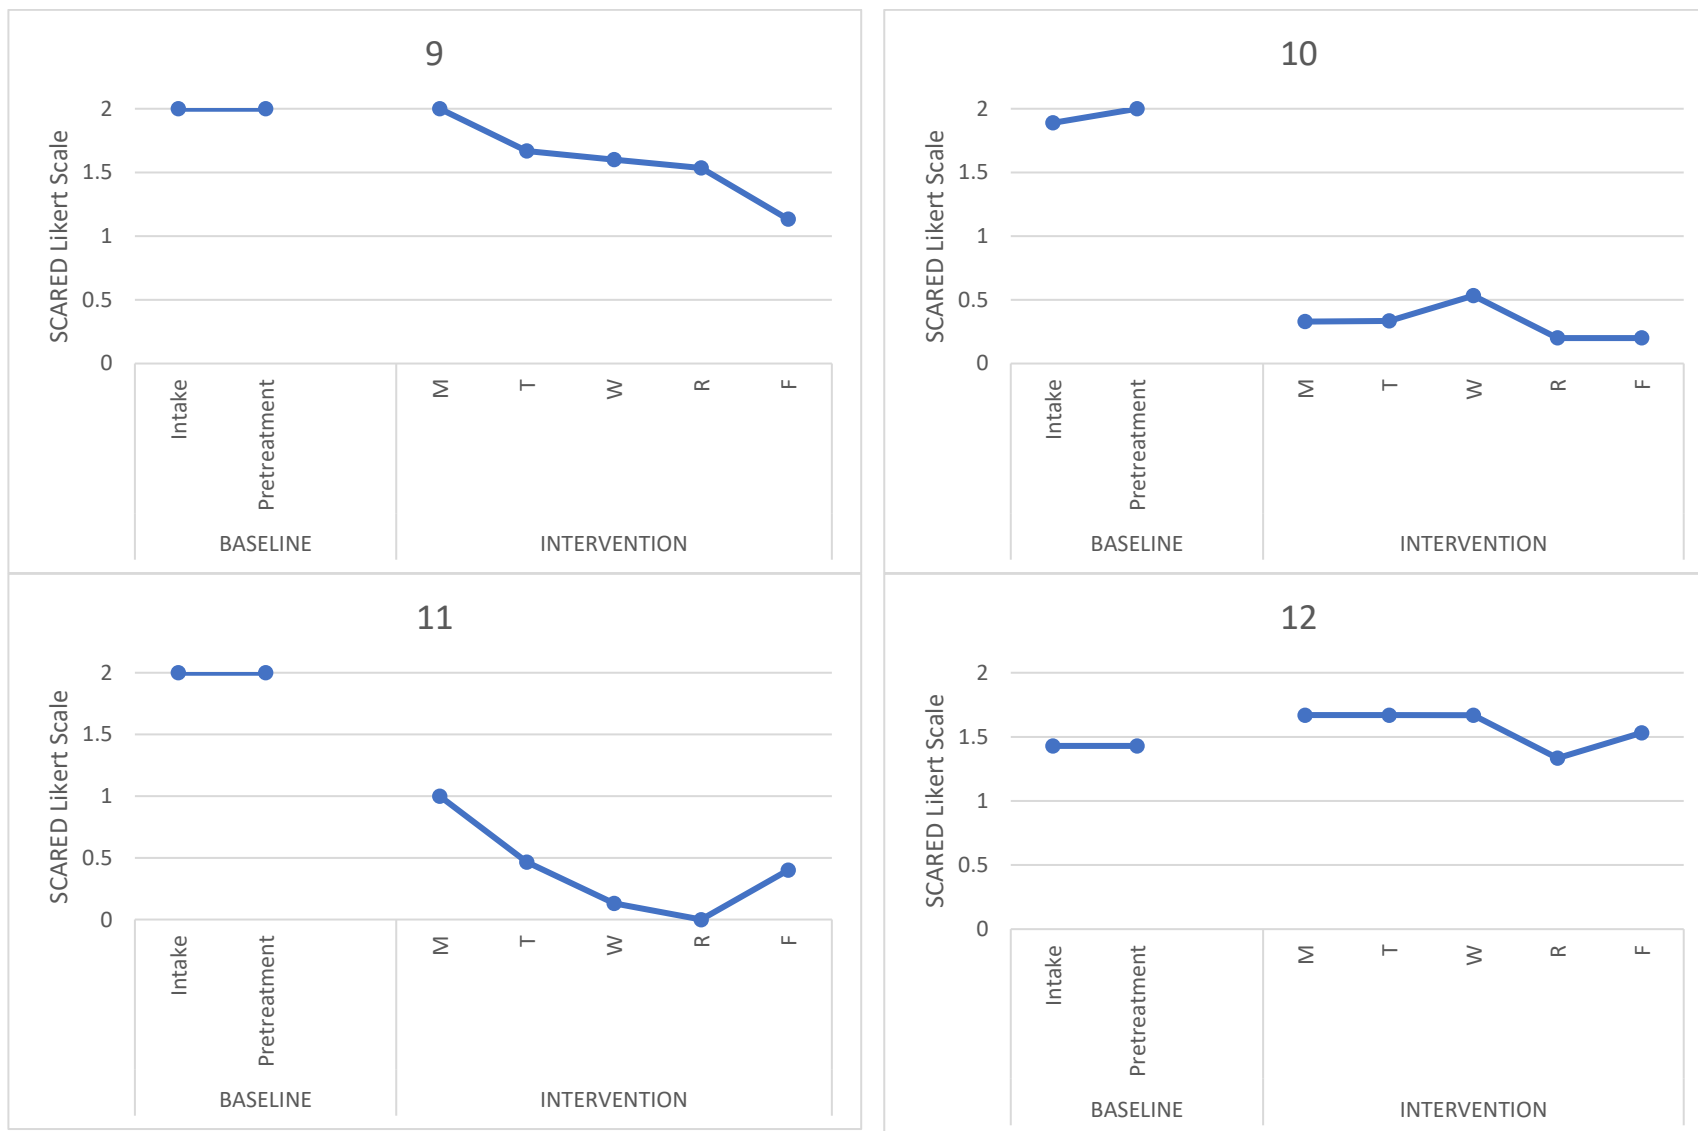 9
SCARED Likert Scale
2
1.5
1
0.5
0
Intake
Pretreatment
M
T
W
R
F
BASELINE
INTERVENTION
10
SCARED Likert Scale
2
1.5
1
0.5
0
Intake
Pretreatment
M
T
W
R
F
BASELINE
INTERVENTION
11
SCARED Likert Scale
2
1.5
1
0.5
0
Intake
Pretreatment
M
T
W
R
F
BASELINE
INTERVENTION
12
SCARED Likert Scale
2
1.5
1
0.5
0
Intake
Pretreatment
M
T
W
R
F
BASELINE
INTERVENTION